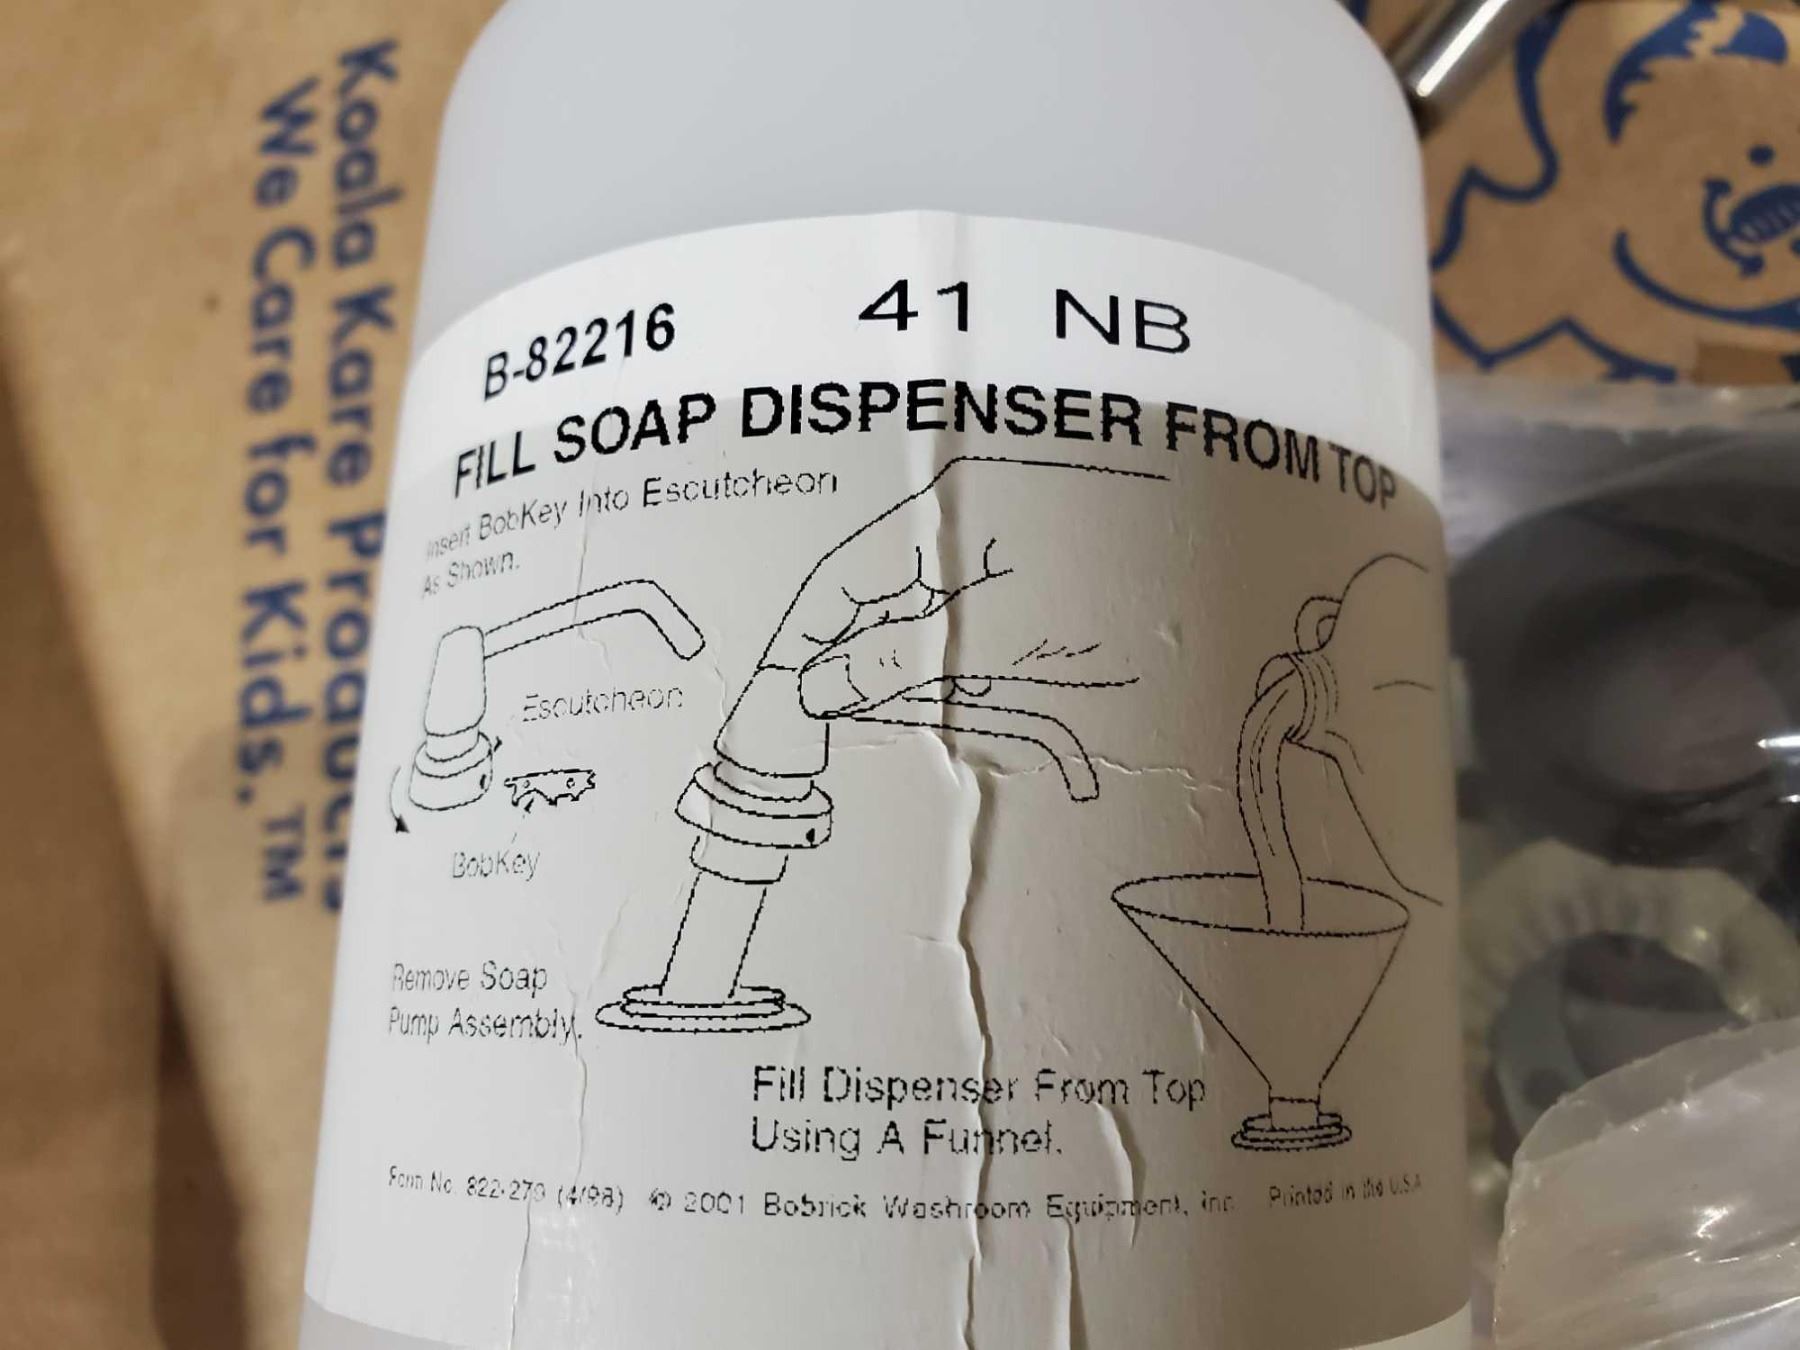 Koala Kare Products
We Care for Kids.™
B-82216 41 NB
FILL SOAP DISPENSER FROM TOP
Insert BobKey Into Escutcheon
As Shown.
Escutcheon
BobKey
Remove Soap
Pump Assembly.
Fill Dispenser From Top
Using A Funnel.
Form No. 822-279 (4/98) © 2001 Bobrick Washroom Equipment, Inc. Printed in the U.S.A.